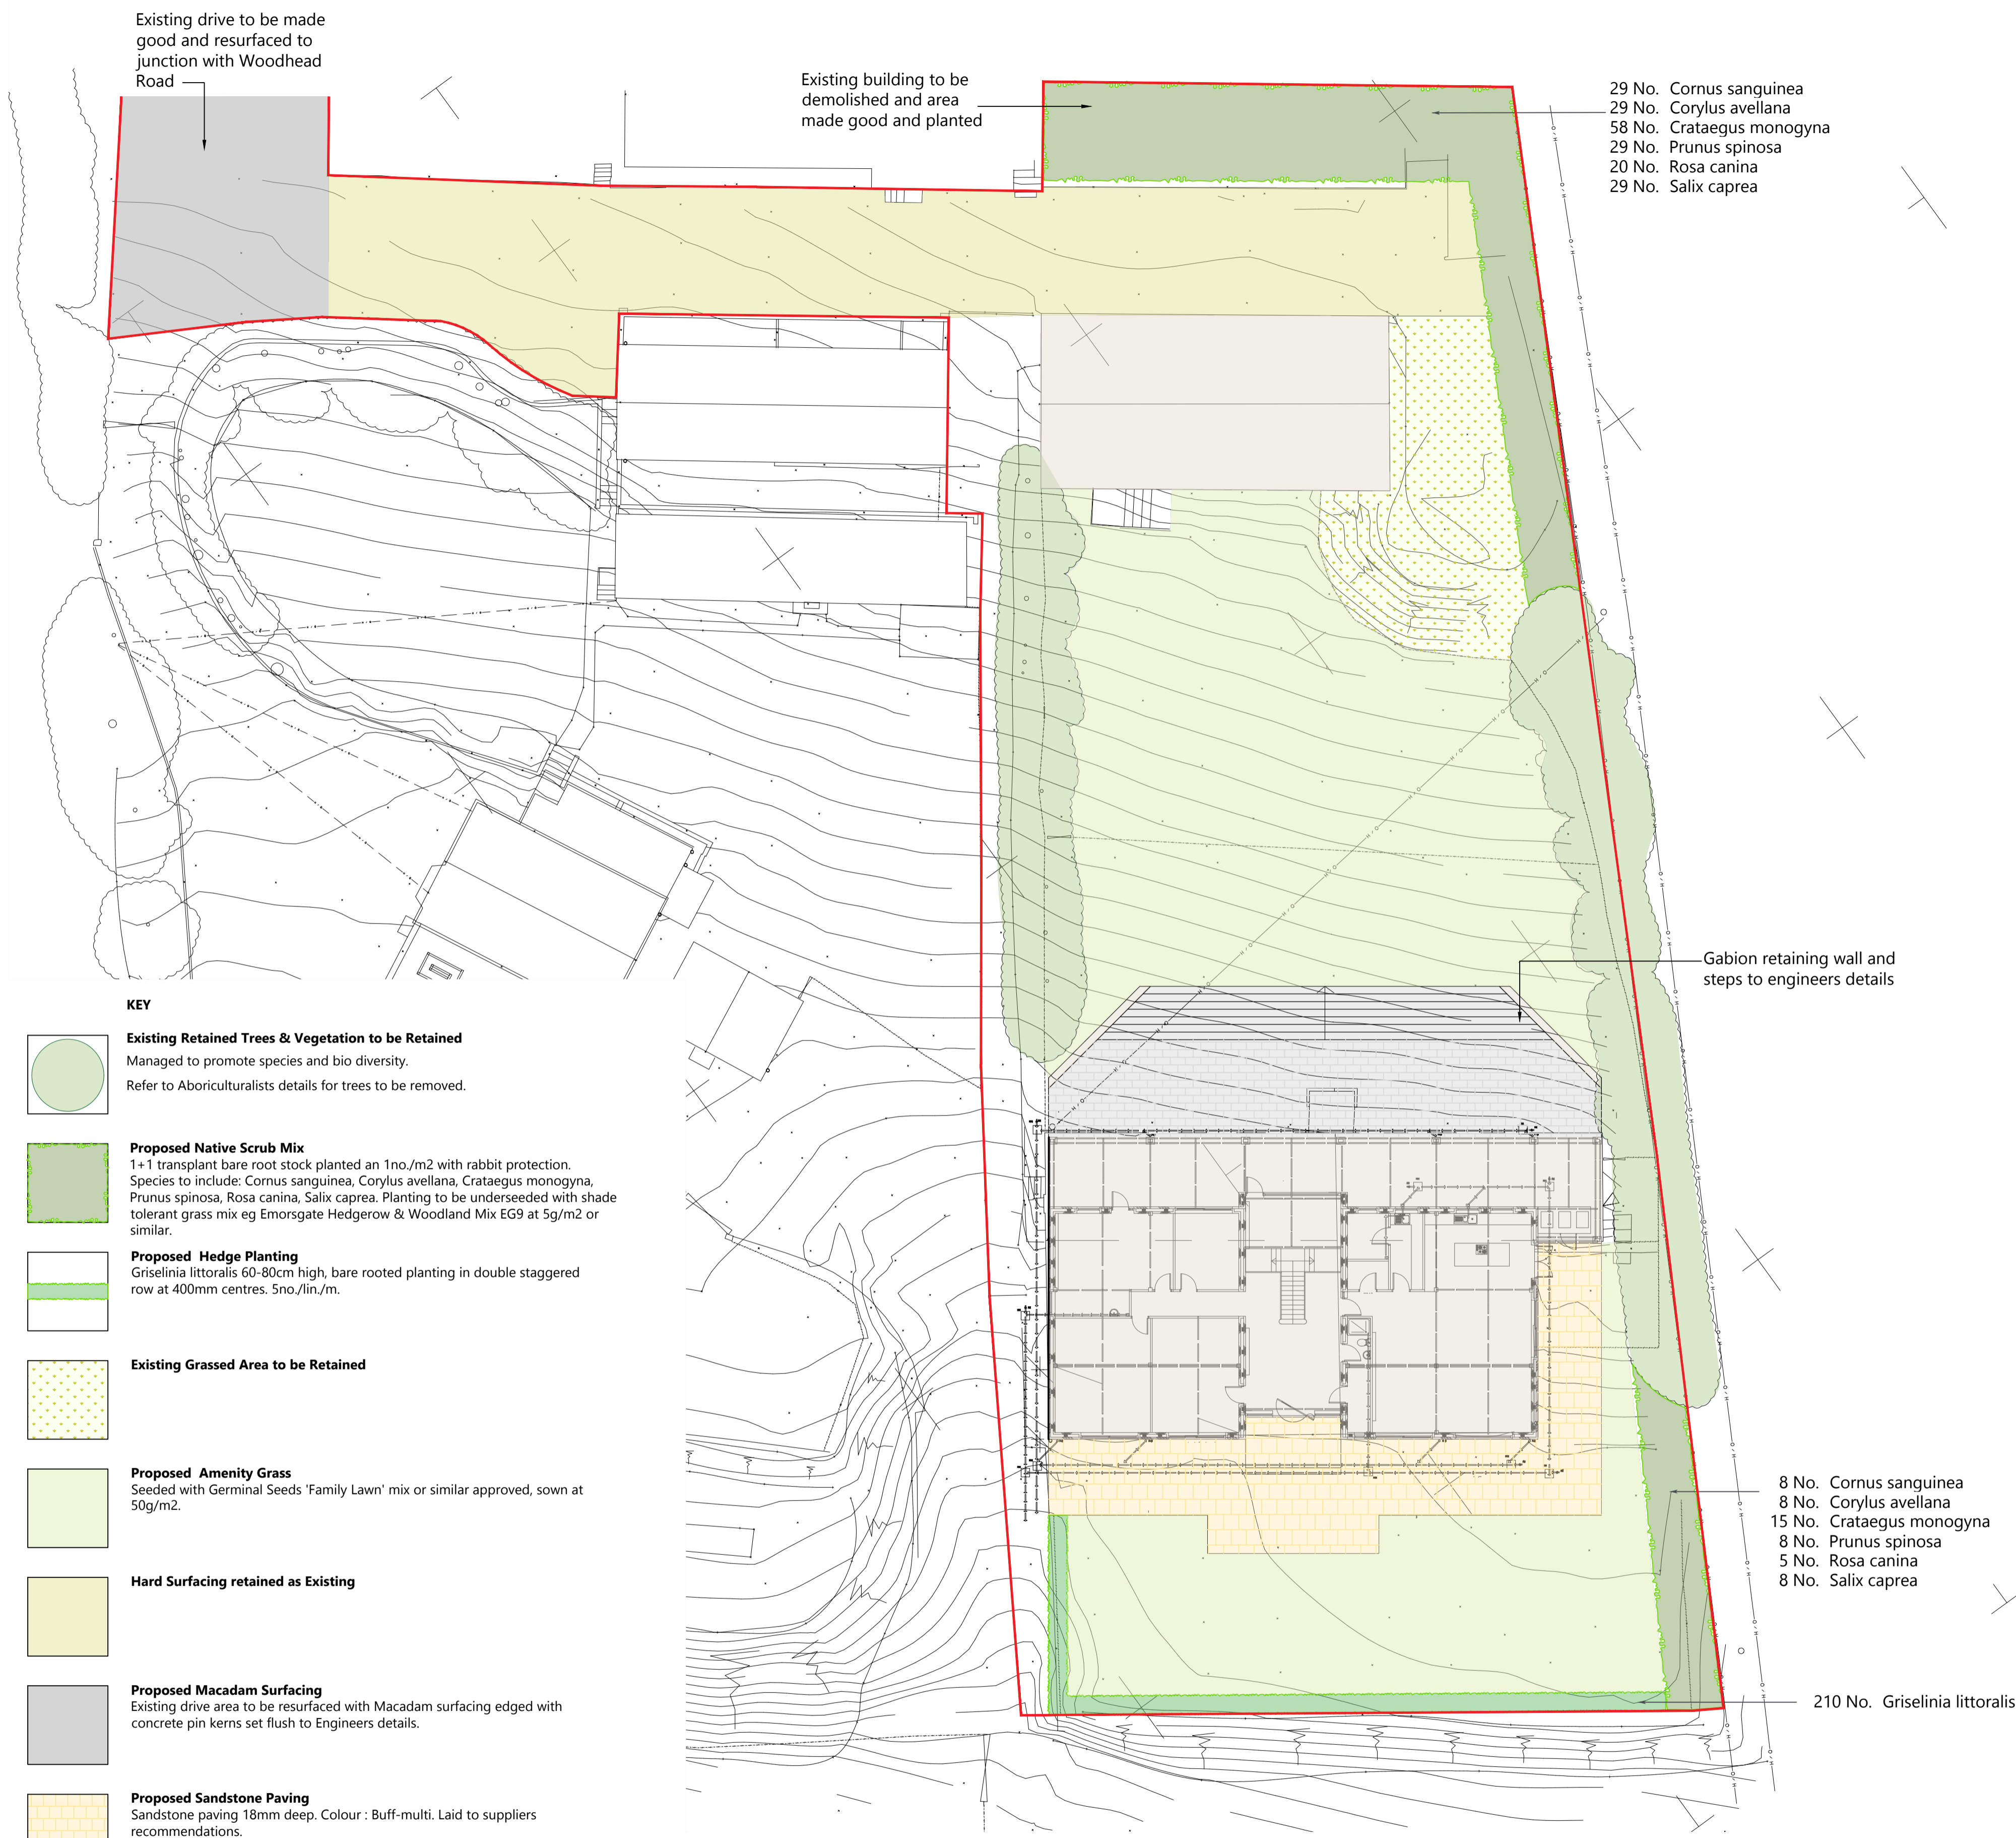 Existing drive to be made
good and resurfaced to
junction with Woodhead
Road
Existing building to be
demolished and area
made good and planted
29 No. Cornus sanguinea
29 No. Corylus avellana
58 No. Crataegus monogyna
29 No. Prunus spinosa
20 No. Rosa canina
29 No. Salix caprea
Gabion retaining wall and
steps to engineers details
KEY
Existing Retained Trees & Vegetation to be Retained
Managed to promote species and bio diversity.
Refer to Aboriculturalists details for trees to be removed.
Proposed Native Scrub Mix
1+1 transplant bare root stock planted an 1no./m2 with rabbit protection.
Species to include: Cornus sanguinea, Corylus avellana, Crataegus monogyna,
Prunus spinosa, Rosa canina, Salix caprea. Planting to be underseeded with shade
tolerant grass mix eg Emorsgate Hedgerow & Woodland Mix EG9 at 5g/m2 or
similar.
Proposed Hedge Planting
Griselinia littoralis 60-80cm high, bare rooted planting in double staggered
row at 400mm centres. 5no./lin./m.
Existing Grassed Area to be Retained
Proposed Amenity Grass
Seeded with Germinal Seeds 'Family Lawn' mix or similar approved, sown at
50g/m2.
Hard Surfacing retained as Existing
Proposed Macadam Surfacing
Existing drive area to be resurfaced with Macadam surfacing edged with
concrete pin kerns set flush to Engineers details.
Proposed Sandstone Paving
Sandstone paving 18mm deep. Colour : Buff-multi. Laid to suppliers
recommendations.
8 No. Cornus sanguinea
8 No. Corylus avellana
15 No. Crataegus monogyna
8 No. Prunus spinosa
5 No. Rosa canina
8 No. Salix caprea
210 No. Griselinia littoralis